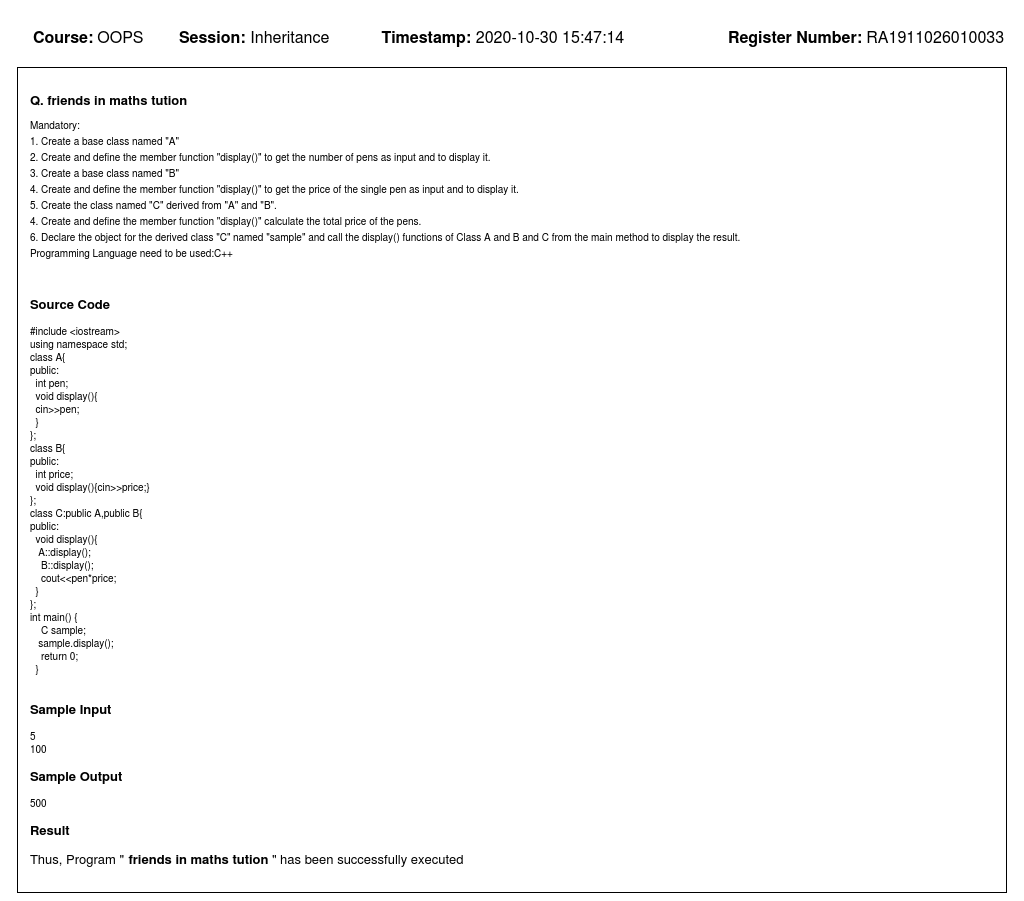 Course: OOPS Session: Inheritance Timestamp: 2020-10-30 15:47:14 Register Number: RA1911026010033
Q. friends in maths tution
Mandatory:
1. Create a base class named "A"
2. Create and define the member function "display()" to get the number of pens as input and to display it.
3. Create a base class named "B"
4. Create and define the member function "display()" to get the price of the single pen as input and to display it.
5. Create the class named "C" derived from "A" and "B".
4. Create and define the member function "display()" calculate the total price of the pens.
6. Declare the object for the derived class "C" named "sample" and call the display() functions of Class A and B and C from the main method to display the result.
Programming Language need to be used:C++
Source Code
#include <iostream>
using namespace std;
class A{
public:
  int pen;
  void display(){
  cin>>pen;
  }
};
class B{
public:
  int price;
  void display(){cin>>price;}
};
class C:public A,public B{
public:
  void display(){
   A::display();
    B::display();
    cout<<pen*price;
  }
};
int main() {
    C sample;
   sample.display();
    return 0;
  }
Sample Input
5
100
Sample Output
500
Result
Thus, Program " friends in maths tution " has been successfully executed